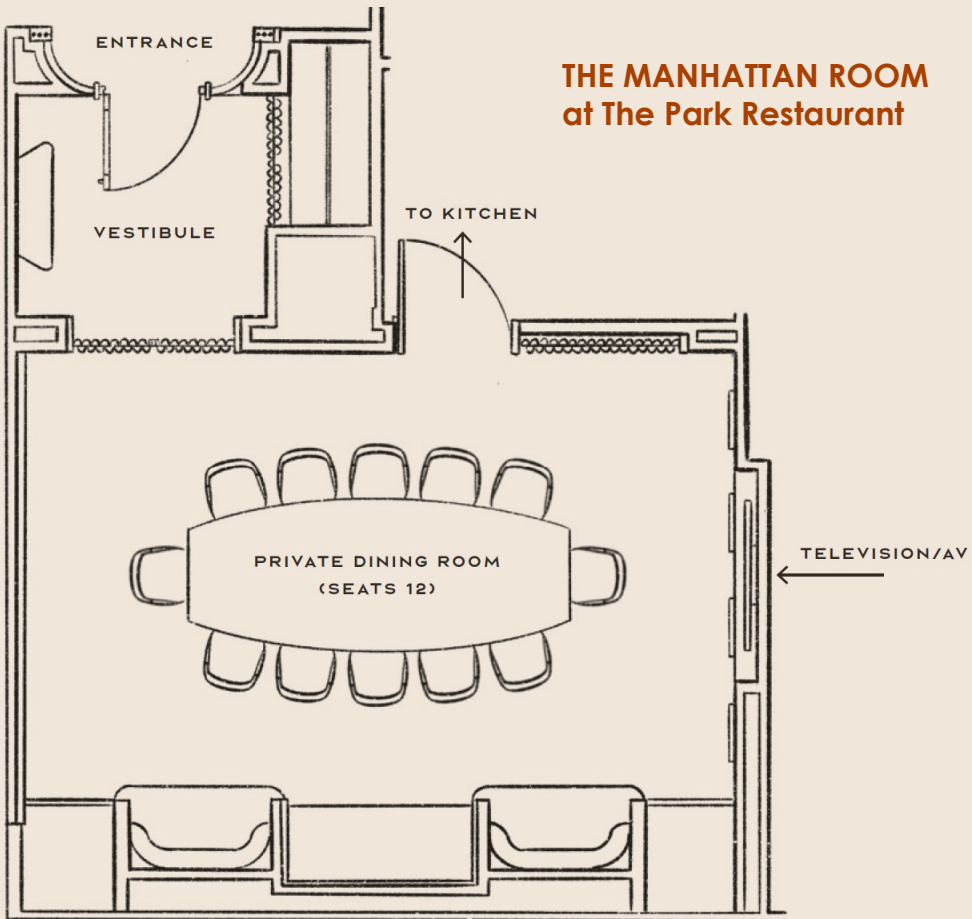 ENTRANCE
THE MANHATTAN ROOM
at The Park Restaurant
TO KITCHEN
VESTIBULE
TELEVISION/AV
PRIVATE DINING ROOM
(SEATS 12)